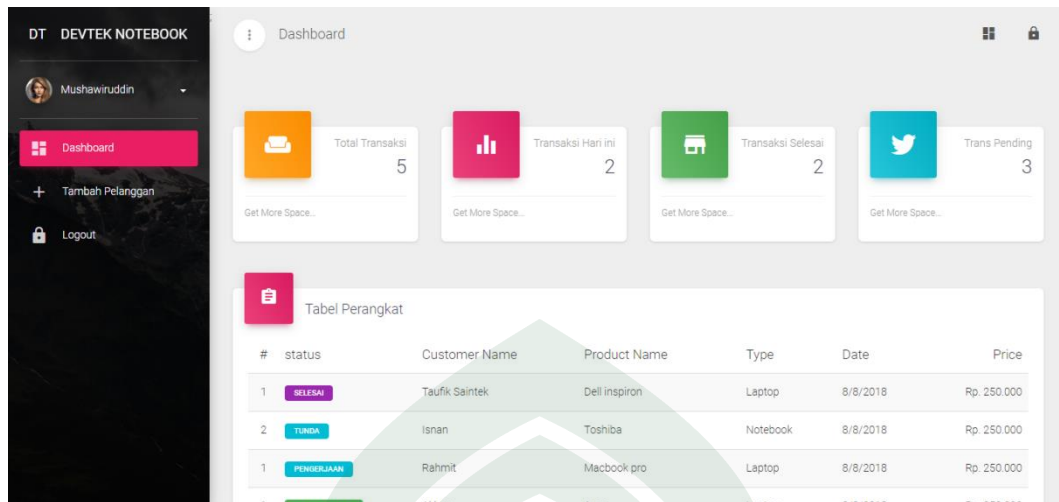 DT DEVTEK NOTEBOOK
Mushawiruddin
Dashboard
Tambah Pelanggan
Logout
Dashboard
Total Transaksi
5
Get More Space...
Transaksi Hari ini
2
Get More Space...
Transaksi Selesai
2
Get More Space...
Trans Pending
3
Get More Space...
Tabel Perangkat
# status Customer Name Product Name Type Date Price
1 SELESAI Taufik Saintek Dell inspiron Laptop 8/8/2018 Rp. 250.000
2 TUNDA Isnan Toshiba Notebook 8/8/2018 Rp. 250.000
1 PENGERJAAN Rahmit Macbook pro Laptop 8/8/2018 Rp. 250.000